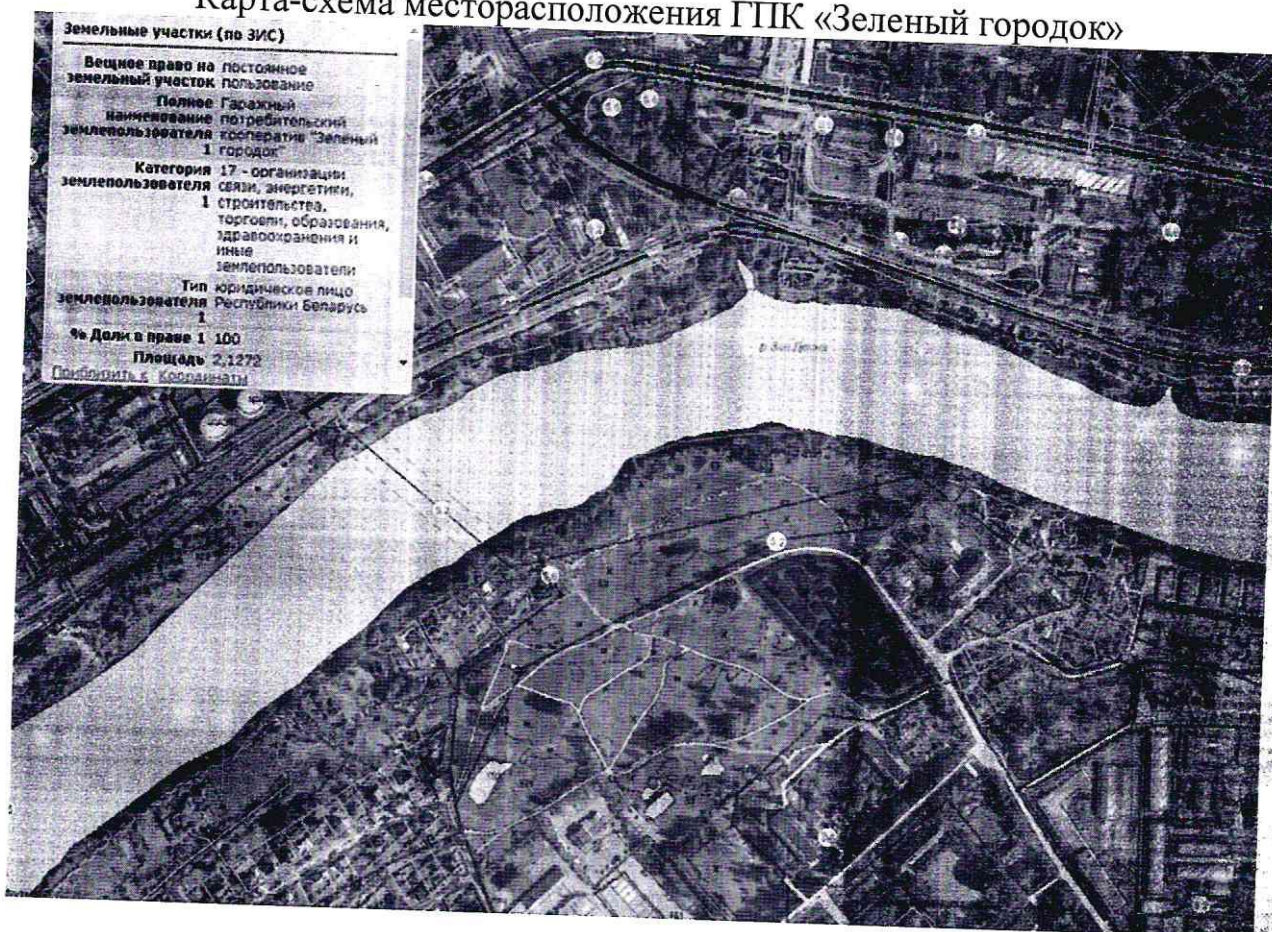 Карта-схема месторасположения ГПК «Зеленый городок»
Земельные участки (по ЗИС)
Вещное право на постоянное
земельный участок пользование
Полное Гаражный
наименование потребительский
землепользователя кооператив "Зеленый
1 городок"
Категория 17 - организации
землепользователя связи, энергетики,
1 строительства,
торговли, образования,
здравоохранения и
иные
землепользователи
Тип юридическое лицо
землепользователя Республики Беларусь
1
% Доли в праве 1 100
Площадь 2,1272
Приблизить к Координаты